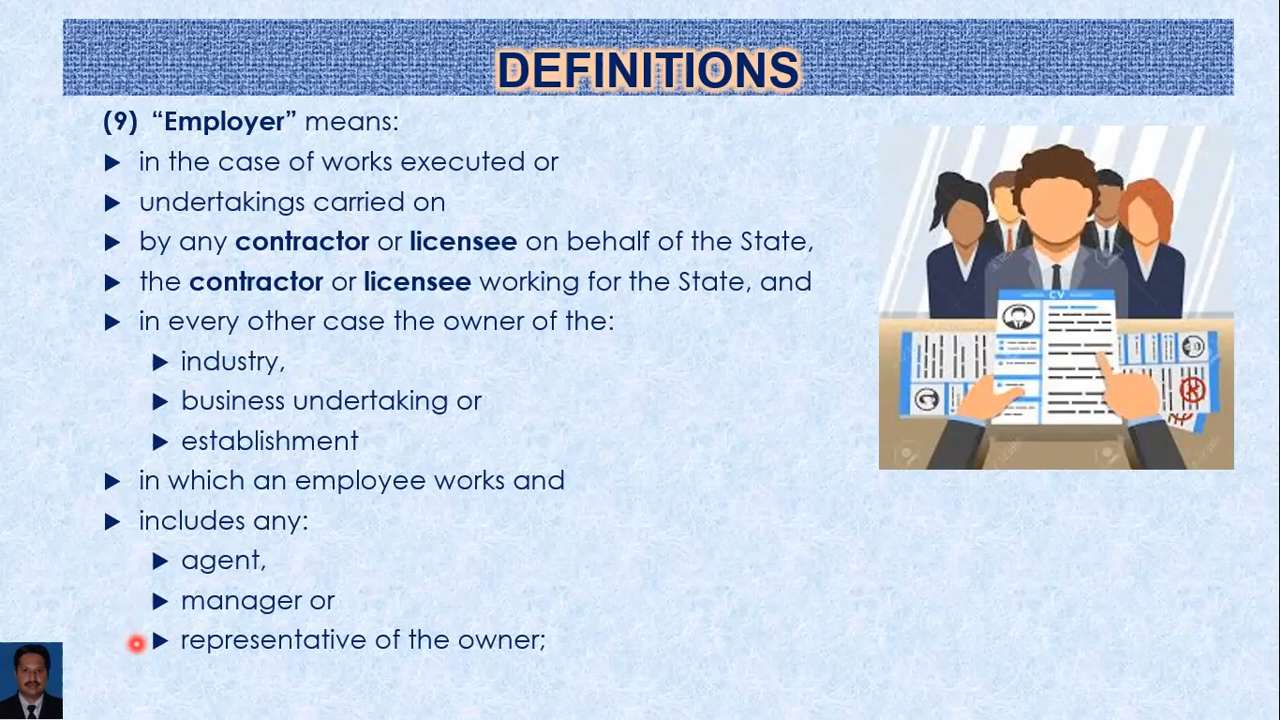 DEFINITIONS
(9) “Employer” means:
in the case of works executed or
undertakings carried on
by any contractor or licensee on behalf of the State,
the contractor or licensee working for the State, and
in every other case the owner of the:
industry,
business undertaking or
establishment
in which an employee works and
includes any:
agent,
manager or
representative of the owner;
CV